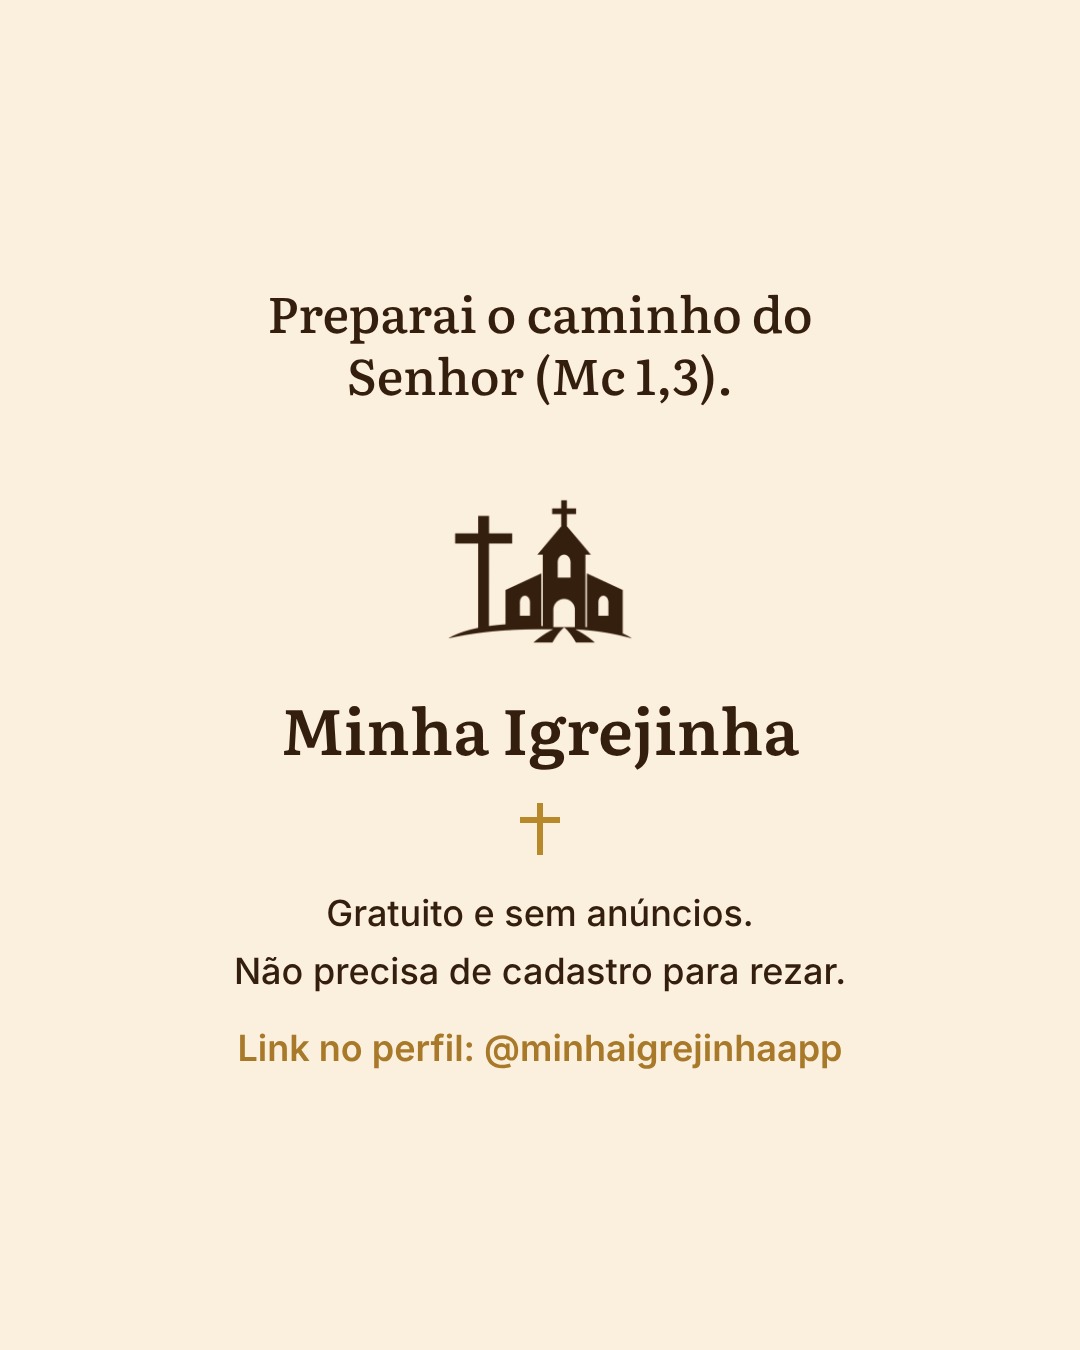 Preparai o caminho do
Senhor (Mc 1,3).
Minha Igrejinha
Gratuito e sem anúncios.
Não precisa de cadastro para rezar.
Link no perfil: @minhaigrejinhaapp